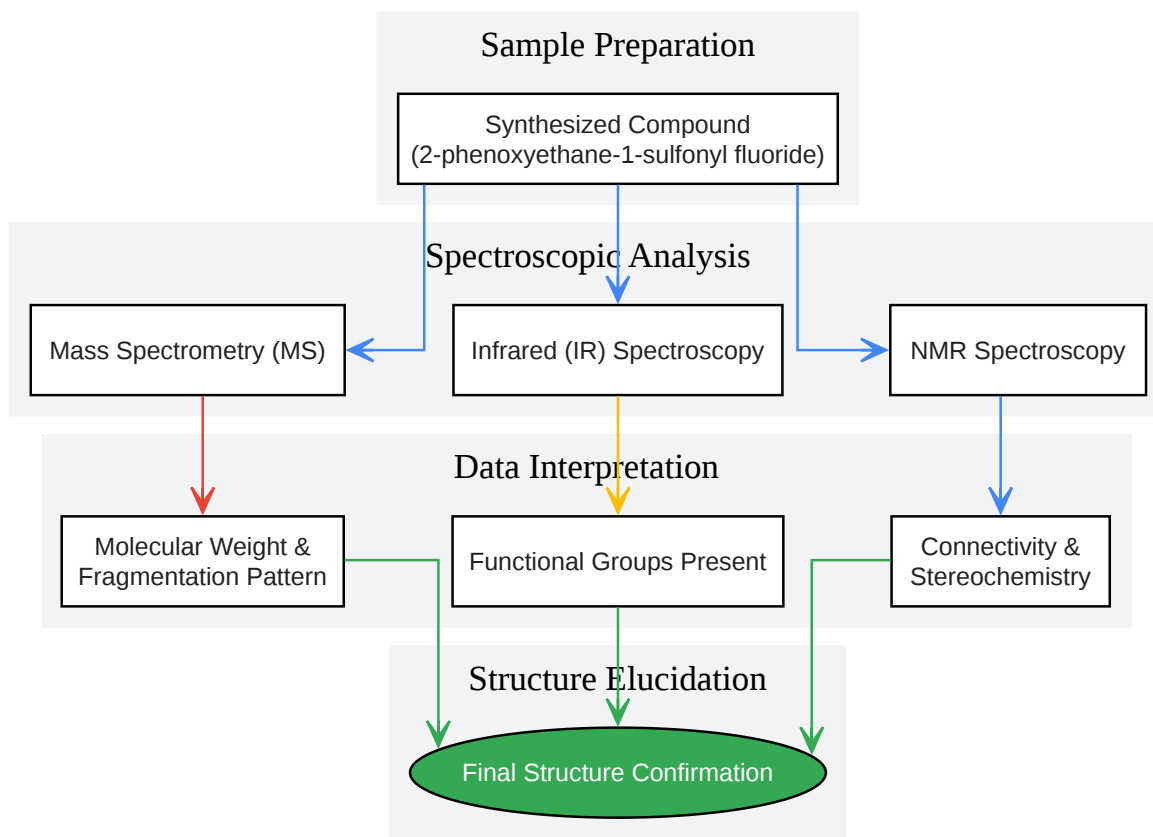 Sample Preparation
Synthesized Compound
(2-phenoxyethane-1-sulfonyl fluoride)
Spectroscopic Analysis
Mass Spectrometry (MS)
Infrared (IR) Spectroscopy
NMR Spectroscopy
Data Interpretation
Molecular Weight &
Fragmentation Pattern
Functional Groups Present
Connectivity &
Stereochemistry
Structure Elucidation
Final Structure Confirmation